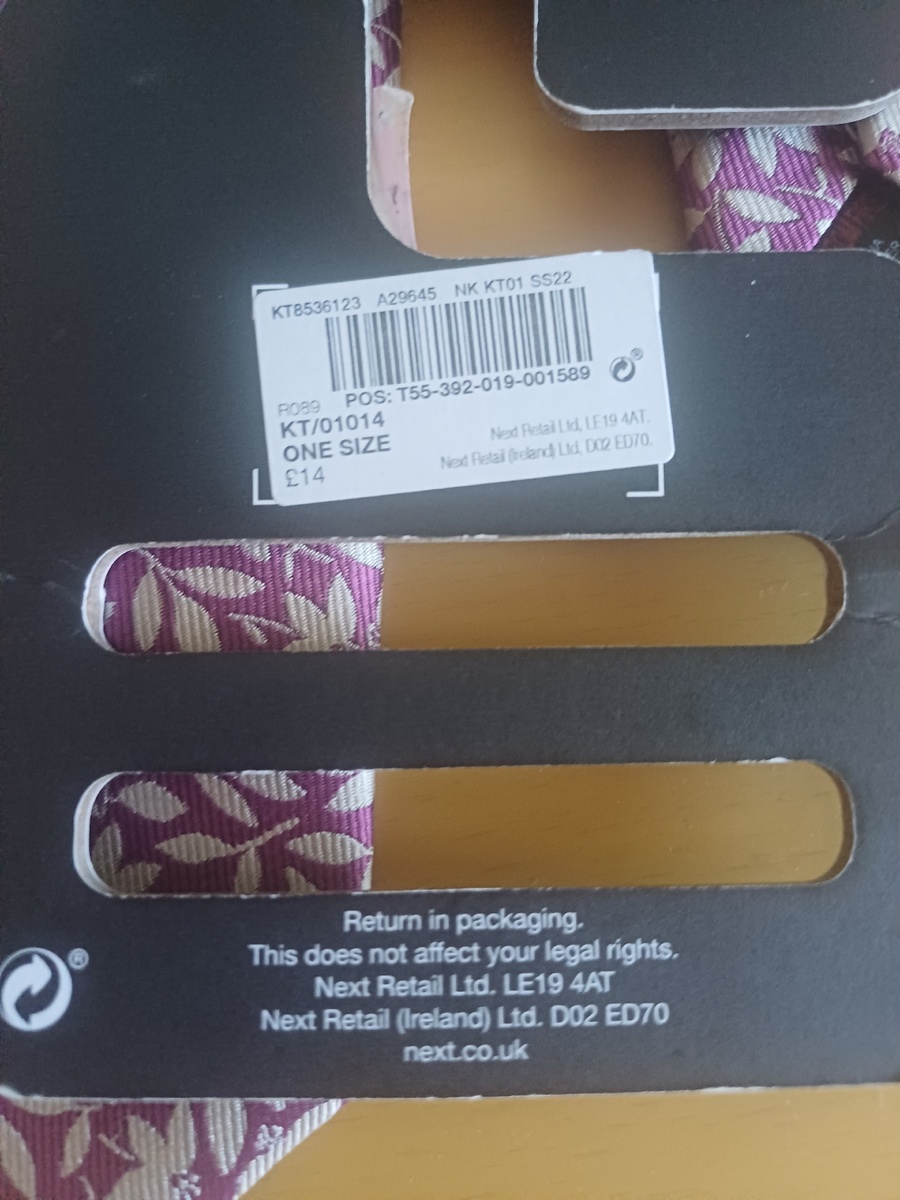 KT8536123 A29645 NK KT01 SS22
POS: T55-392-019-001589
R089
KT/01014
ONE SIZE
£14
Next Retail Ltd, LE19 4AT.
Next Retail (Ireland) Ltd, D02 ED70.
Return in packaging.
This does not affect your legal rights.
Next Retail Ltd. LE19 4AT
Next Retail (Ireland) Ltd. D02 ED70
next.co.uk